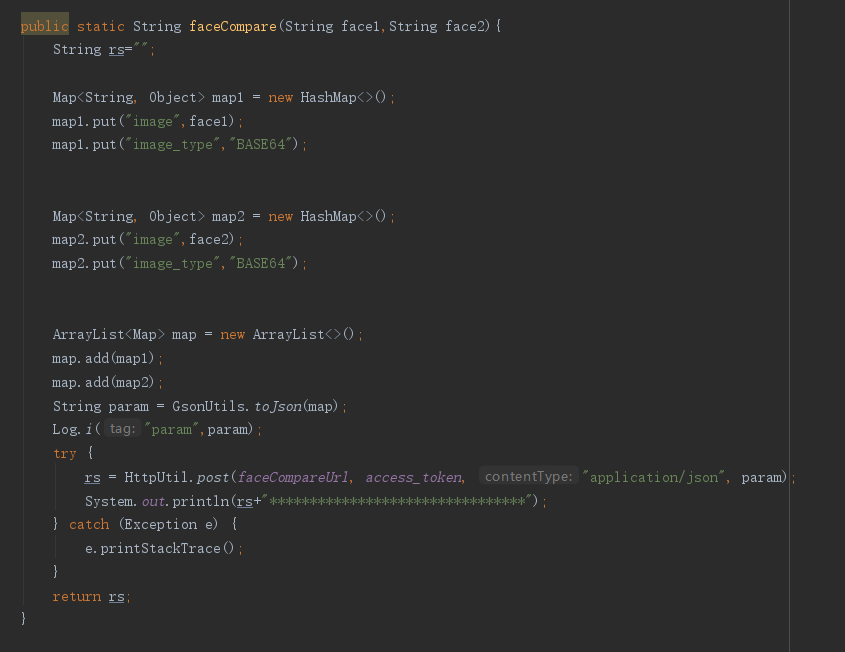 public static String faceCompare(String face1,String face2){
String rs="";
Map<String, Object> map1 = new HashMap<>();
map1.put("image",face1);
map1.put("image_type","BASE64");
Map<String, Object> map2 = new HashMap<>();
map2.put("image",face2);
map2.put("image_type","BASE64");
ArrayList<Map> map = new ArrayList<>();
map.add(map1);
map.add(map2);
String param = GsonUtils.toJson(map);
Log.i( tag: "param",param);
try {
rs = HttpUtil.post(faceCompareUrl, access_token, contentType: "application/json", param);
System.out.println(rs+"********************************");
} catch (Exception e) {
e.printStackTrace();
}
return rs;
}